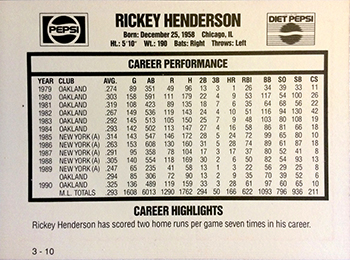 PEPSI
RICKEY HENDERSON
Born: December 25, 1958 Chicago, IL
Ht.: 5'10" Wt.: 190 Bats: Right Throws: Left
DIET PEPSI
CAREER PERFORMANCE
YEAR CLUB AVG. G AB R H 2B 3B HR RBI BB SO SB CS
1979 OAKLAND .274 89 351 49 96 13 3 1 26 34 39 33 11
1980 OAKLAND .303 158 591 111 179 22 4 9 53 117 54 100 26
1981 OAKLAND .319 108 423 89 135 18 7 6 35 64 68 56 22
1982 OAKLAND .267 149 536 119 143 24 4 10 51 116 94 130 42
1983 OAKLAND .292 145 513 105 150 25 7 9 48 103 80 108 19
1984 OAKLAND .293 142 502 113 147 27 4 16 58 86 81 66 18
1985 NEW YORK (A) .314 143 547 146 172 28 5 24 72 99 65 80 10
1986 NEW YORK (A) .263 153 608 130 160 31 5 28 74 89 81 87 18
1987 NEW YORK (A) .291 95 358 78 104 17 3 17 37 80 52 41 8
1988 NEW YORK (A) .305 140 554 118 169 30 2 6 50 82 54 93 13
1989 NEW YORK (A) .247 65 235 41 58 13 1 3 22 56 29 25 8
OAKLAND .294 85 306 72 90 13 2 9 35 70 39 52 6
1990 OAKLAND .325 136 489 119 159 33 3 28 61 97 60 65 10
M.L. TOTALS .293 1608 6013 1290 1762 294 50 166 622 1093 796 936 211
CAREER HIGHLIGHTS
Rickey Henderson has scored two home runs per game seven times in his career.
3 - 10